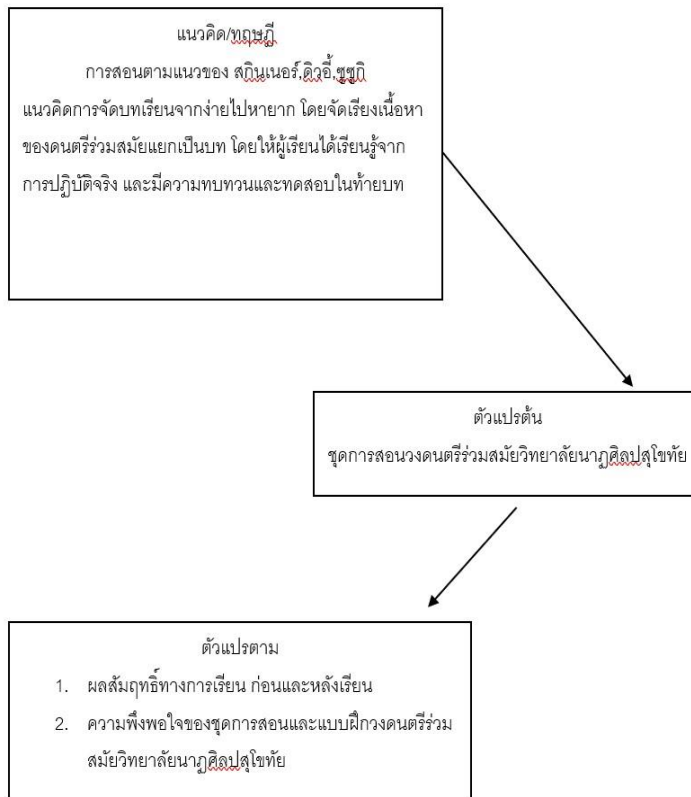 แนวคิด/ทฤษฎี
การสอนตามแนวของ สกินเนอร์,ดิวอี้,ซูซูกิ
แนวคิดการจัดบทเรียนจากง่ายไปหายาก โดยจัดเรียงเนื้อหา
ของดนตรีร่วมสมัยแยกเป็นบท โดยให้ผู้เรียนได้เรียนรู้จาก
การปฏิบัติจริง และมีความทบทวนและทดสอบในท้ายบท
ตัวแปรต้น
ชุดการสอนวงดนตรีร่วมสมัยวิทยาลัยนาฏศิลปสุโขทัย
ตัวแปรตาม
1. ผลสัมฤทธิ์ทางการเรียน ก่อนและหลังเรียน
2. ความพึงพอใจของชุดการสอนและแบบฝึกวงดนตรีร่วม
สมัยวิทยาลัยนาฏศิลปสุโขทัย